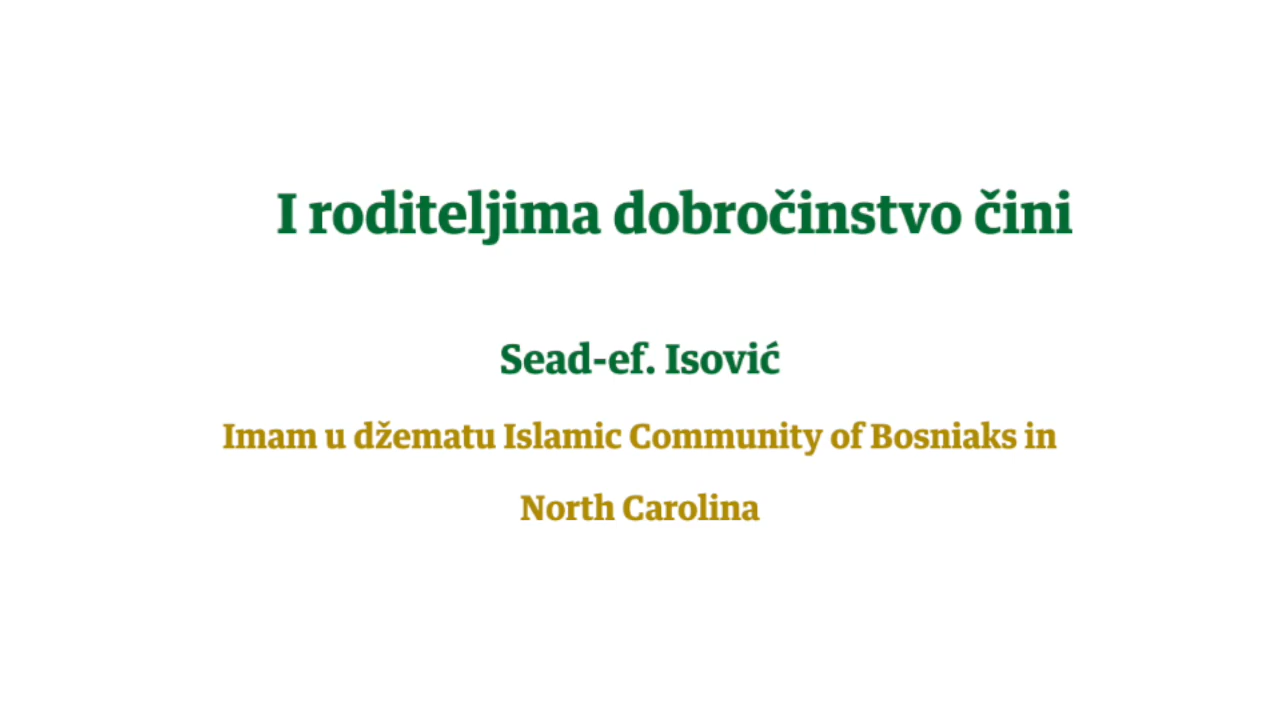 I roditeljima dobročinstvo čini
Sead-ef. Isović
Imam u džematu Islamic Community of Bosniaks in
North Carolina